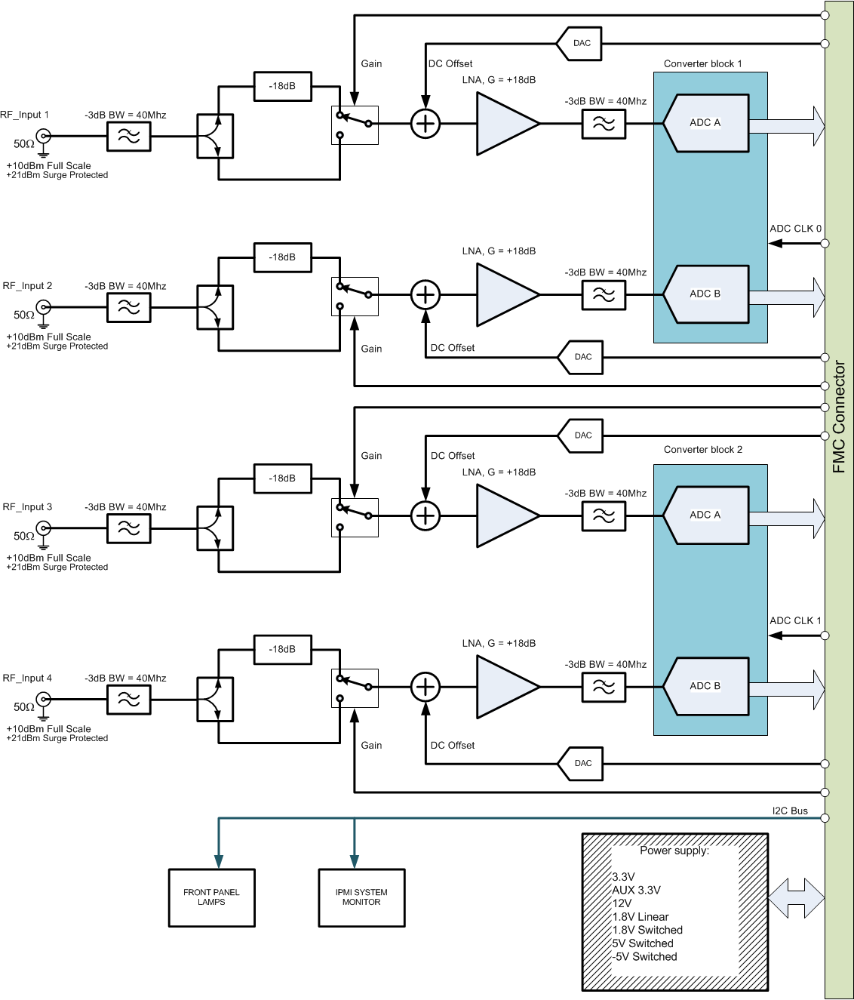 DAC
Gain
DC Offset
Converter block 1
-18dB
LNA, G = +18dB
-3dB BW = 40Mhz
RF_Input 1
-3dB BW = 40Mhz
ADC A
50Ω
+10dBm Full Scale
+21dBm Surge Protected
ADC CLK 0
-18dB
LNA, G = +18dB
-3dB BW = 40Mhz
RF_Input 2
-3dB BW = 40Mhz
ADC B
50Ω
+10dBm Full Scale
+21dBm Surge Protected
Gain
DC Offset
DAC
FMC Connector
DAC
Gain
DC Offset
Converter block 2
-18dB
LNA, G = +18dB
-3dB BW = 40Mhz
RF_Input 3
-3dB BW = 40Mhz
ADC A
50Ω
+10dBm Full Scale
+21dBm Surge Protected
ADC CLK 1
-18dB
LNA, G = +18dB
-3dB BW = 40Mhz
RF_Input 4
-3dB BW = 40Mhz
ADC B
50Ω
+10dBm Full Scale
+21dBm Surge Protected
Gain
DC Offset
DAC
I2C Bus
FRONT PANEL
LAMPS
IPMI SYSTEM
MONITOR
Power supply:
3.3V
AUX 3.3V
12V
1.8V Linear
1.8V Switched
5V Switched
-5V Switched